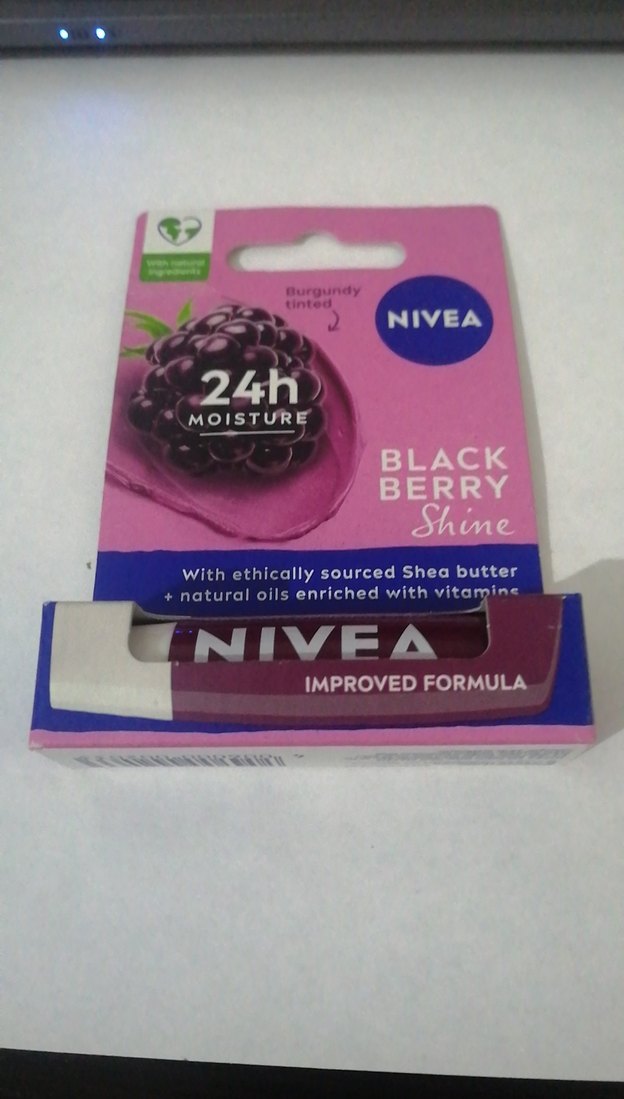 With natural
ingredients
Burgundy
tinted
NIVEA
24h
MOISTURE
BLACK
BERRY
Shine
With ethically sourced Shea butter
+ natural oils enriched with vitamins
NIVEA
IMPROVED FORMULA